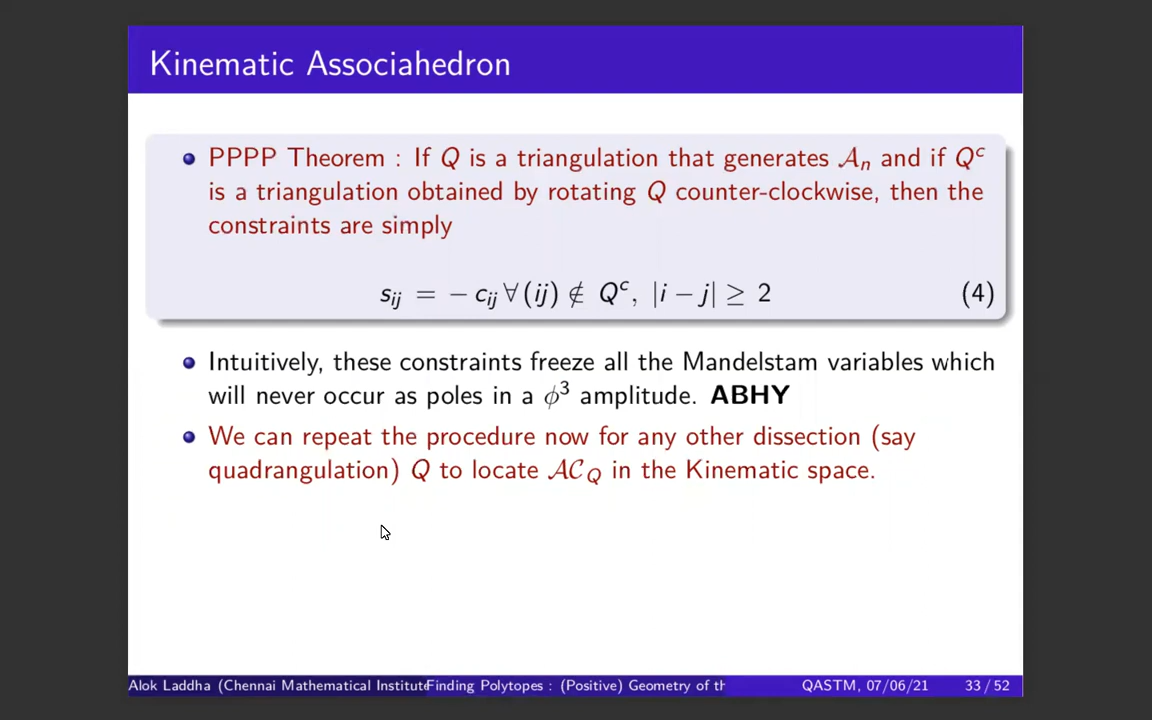 Kinematic Associahedron
PPPP Theorem : If Q is a triangulation that generates 𝒜ₙ and if Qᶜ
is a triangulation obtained by rotating Q counter-clockwise, then the
constraints are simply
sᵢⱼ = − cᵢⱼ ∀ (ij) ∉ Qᶜ, |i − j| ≥ 2 (4)
Intuitively, these constraints freeze all the Mandelstam variables which
will never occur as poles in a ϕ³ amplitude. ABHY
We can repeat the procedure now for any other dissection (say
quadrangulation) Q to locate 𝒜𝒞_Q in the Kinematic space.
Alok Laddha (Chennai Mathematical Institute Finding Polytopes : (Positive) Geometry of th QASTM, 07/06/21 33 / 52